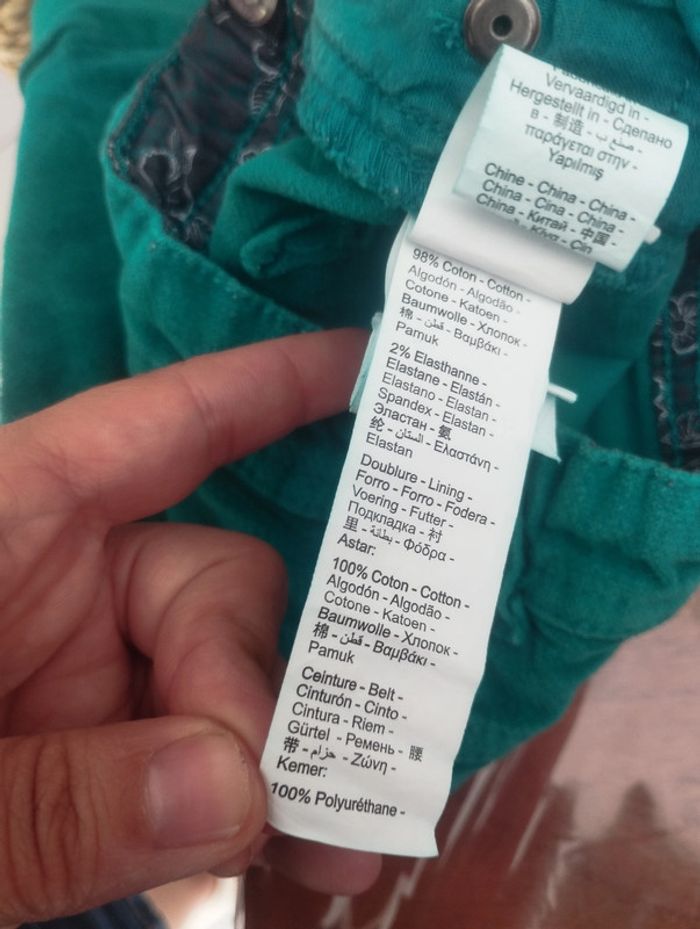 Vervaardigd in -
Hergestellt in - Сделано
в - 制造 - صنع ب -
παράγεται στην -
Yapılmış
Chine - China - China -
China - Cina - China -
China - Китай - 中国 -
- Κίνα - Çin
98% Coton - Cotton -
Algodón - Algodão -
Cotone - Katoen -
Baumwolle - Хлопок -
棉 - قطن - Βαμβάκι -
Pamuk
2% Elasthanne -
Elastane - Elastán -
Elastano - Elastan -
Spandex - Elastan -
Эластан - 氨
纶 - الستان - Ελαστάνη -
Elastan
Doublure - Lining -
Forro - Forro - Fodera -
Voering - Futter -
Подкладка - 衬
里 - بطانة - Φόδρα -
Astar:
100% Coton - Cotton -
Algodón - Algodão -
Cotone - Katoen -
Baumwolle - Хлопок -
棉 - قطن - Βαμβάκι -
Pamuk
Ceinture - Belt -
Cinturón - Cinto -
Cintura - Riem -
Gürtel - Ремень - 腰
带 - حزام - Ζώνη -
Kemer:
100% Polyuréthane -